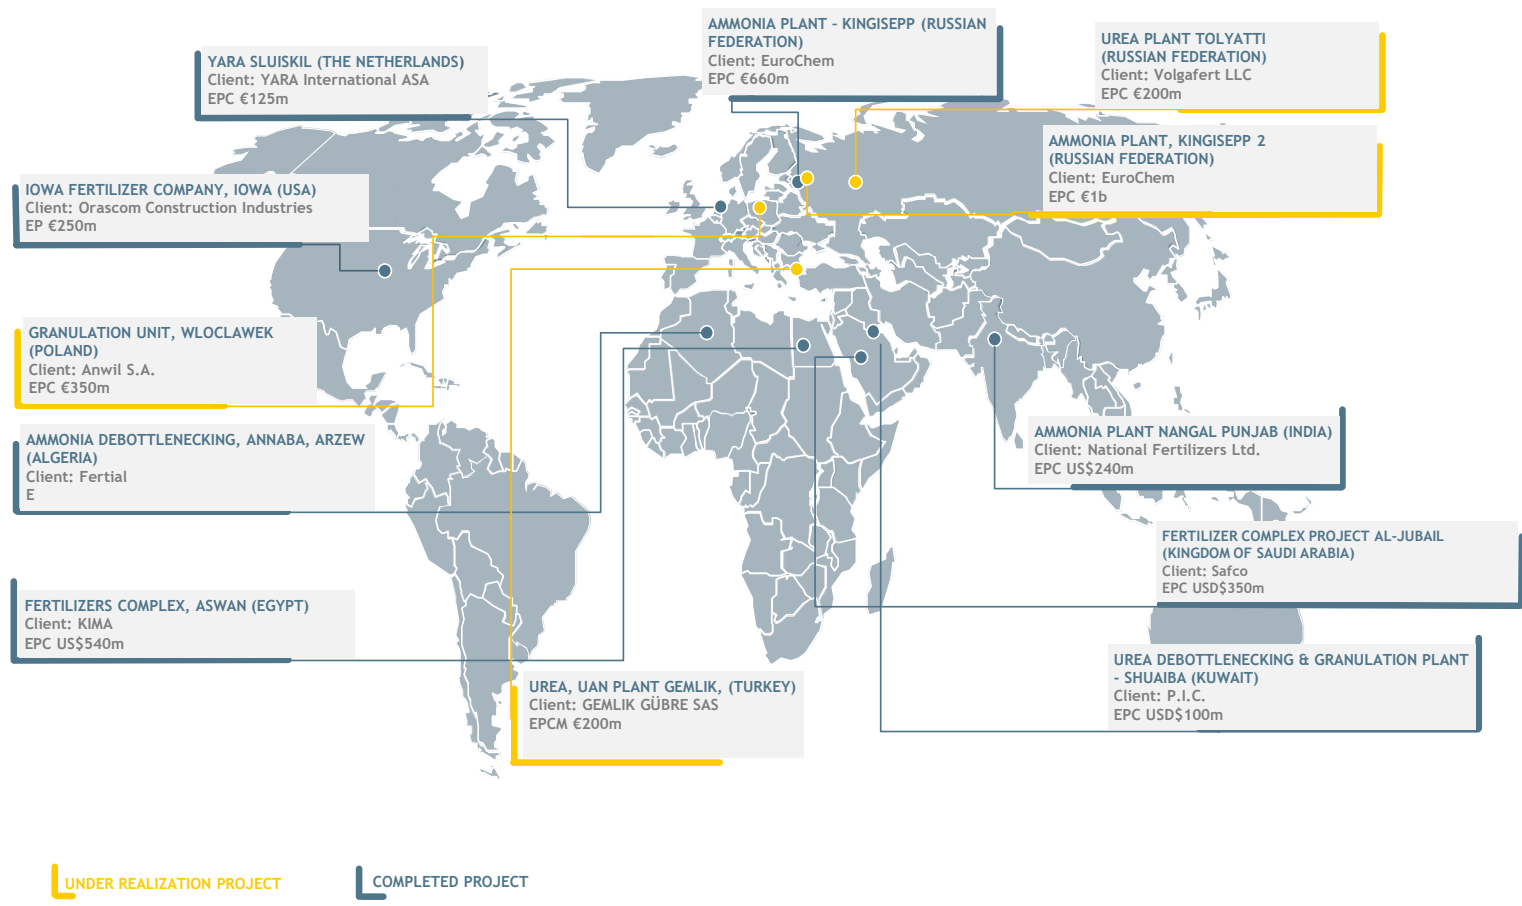 AMMONIA PLANT - KINGISEPP (RUSSIAN
FEDERATION)
Client: EuroChem
EPC €660m
UREA PLANT TOLYATTI
(RUSSIAN FEDERATION)
Client: Volgafert LLC
EPC €200m
YARA SLUISKIL (THE NETHERLANDS)
Client: YARA International ASA
EPC €125m
AMMONIA PLANT, KINGISEPP 2
(RUSSIAN FEDERATION)
Client: EuroChem
EPC €1b
IOWA FERTILIZER COMPANY, IOWA (USA)
Client: Orascom Construction Industries
EP €250m
GRANULATION UNIT, WLOCLAWEK
(POLAND)
Client: Anwil S.A.
EPC €350m
AMMONIA DEBOTTLENECKING, ANNABA, ARZEW
(ALGERIA)
Client: Fertial
E
AMMONIA PLANT NANGAL PUNJAB (INDIA)
Client: National Fertilizers Ltd.
EPC US$240m
FERTILIZER COMPLEX PROJECT AL-JUBAIL
(KINGDOM OF SAUDI ARABIA)
Client: Safco
EPC USD$350m
FERTILIZERS COMPLEX, ASWAN (EGYPT)
Client: KIMA
EPC US$540m
UREA DEBOTTLENECKING & GRANULATION PLANT
- SHUAIBA (KUWAIT)
Client: P.I.C.
EPC USD$100m
UREA, UAN PLANT GEMLIK, (TURKEY)
Client: GEMLIK GÜBRE SAS
EPCM €200m
UNDER REALIZATION PROJECT
COMPLETED PROJECT